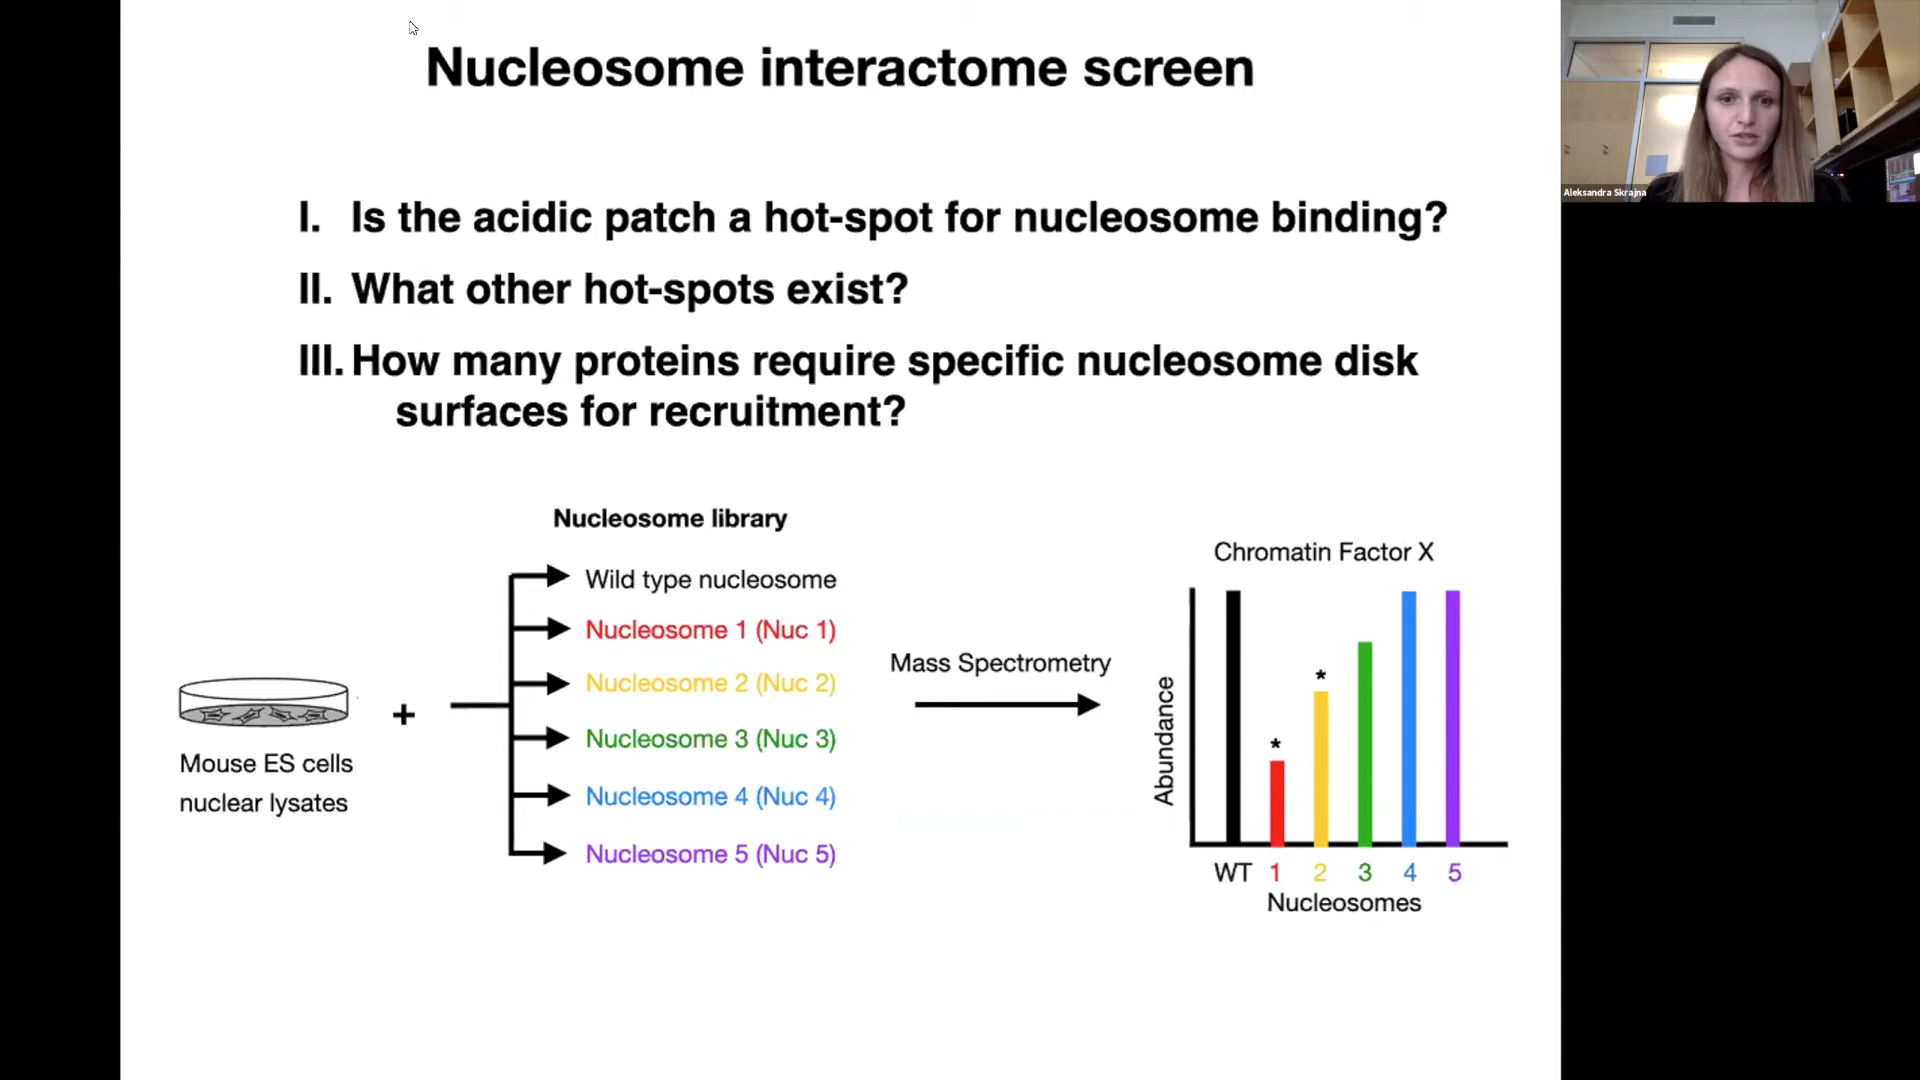 Nucleosome interactome screen
Aleksandra Skrajna
I. Is the acidic patch a hot-spot for nucleosome binding?
II. What other hot-spots exist?
III. How many proteins require specific nucleosome disk
surfaces for recruitment?
Nucleosome library
Wild type nucleosome
Nucleosome 1 (Nuc 1)
Nucleosome 2 (Nuc 2)
Nucleosome 3 (Nuc 3)
Nucleosome 4 (Nuc 4)
Nucleosome 5 (Nuc 5)
+
Mouse ES cells
nuclear lysates
Mass Spectrometry
Chromatin Factor X
Abundance
*
*
WT 1 2 3 4 5
Nucleosomes